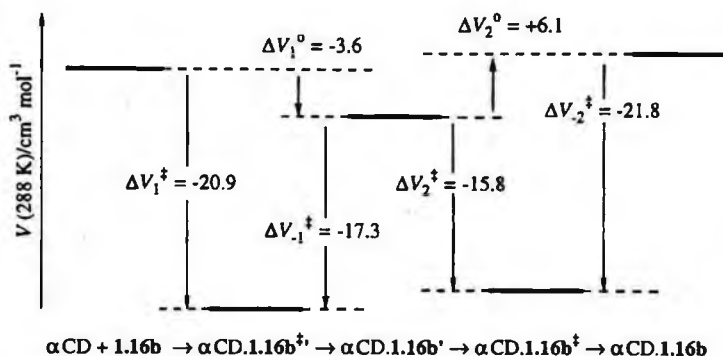 V (288 K)/cm³ mol⁻¹
ΔV₁° = -3.6
ΔV₂° = +6.1
ΔV₁‡ = -20.9
ΔV₋₁‡ = -17.3
ΔV₂‡ = -15.8
ΔV₋₂‡ = -21.8
αCD + 1.16b → αCD.1.16b‡' → αCD.1.16b' → αCD.1.16b‡ → αCD.1.16b